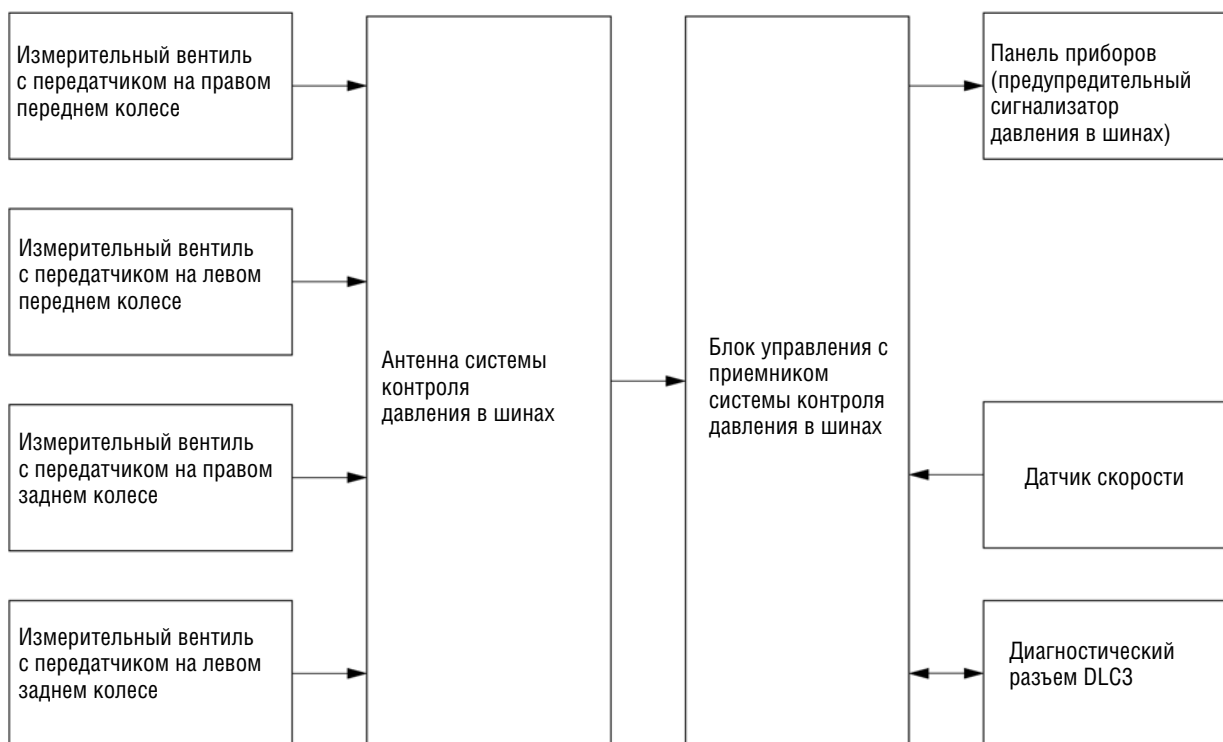 Измерительный вентиль
с передатчиком на правом
переднем колесе
Измерительный вентиль
с передатчиком на левом
переднем колесе
Измерительный вентиль
с передатчиком на правом
заднем колесе
Измерительный вентиль
с передатчиком на левом
заднем колесе
Антенна системы
контроля
давления в шинах
Блок управления с
приемником
системы контроля
давления в шинах
Панель приборов
(предупредительный
сигнализатор
давления в шинах)
Датчик скорости
Диагностический
разъем DLC3